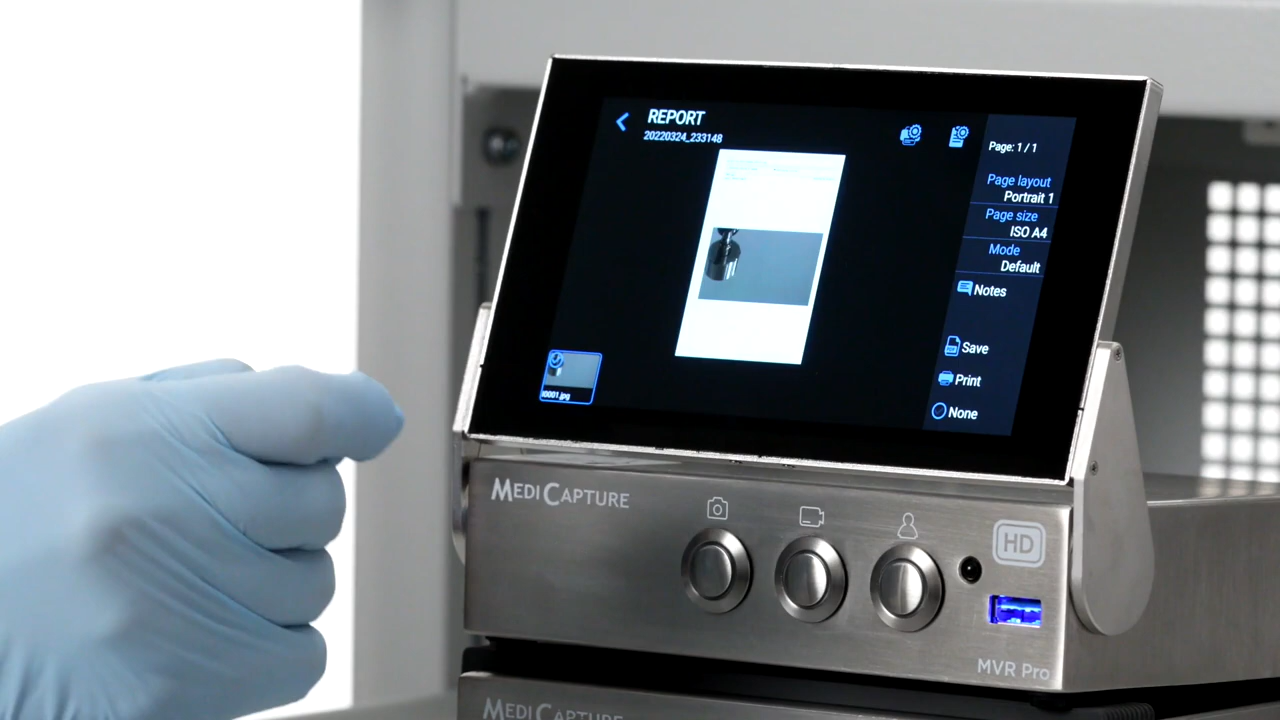 REPORT
20220324_233148
Page: 1 / 1
Page layout
Portrait 1
Page size
ISO A4
Mode
Default
Notes
Save
Print
None
I0001.jpg
MEDICAPTURE
HD
MVR Pro
MEDICAPTURE